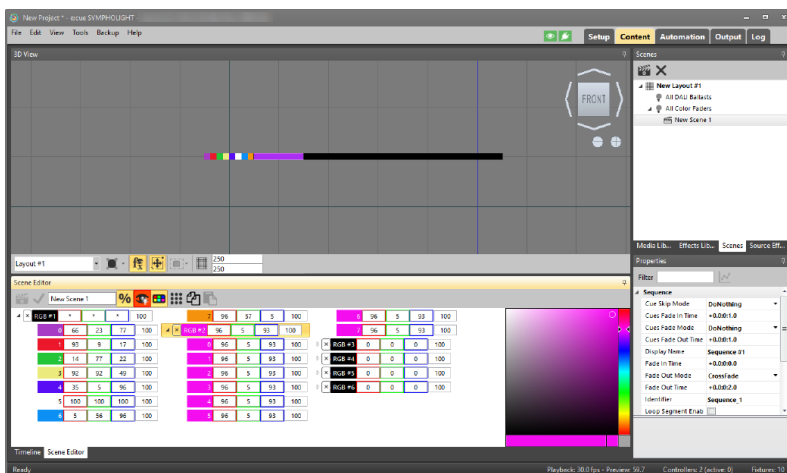 New Project * - e:cue SYMPHOLIGHT -
File Edit View Tools Backup Help
Setup Content Automation Output Log
3D View
FRONT
Layout #1
250
250
Scenes
New Layout #1
All DALI Ballasts
All Color Faders
New Scene 1
Media Lib... Effects Lib... Scenes Source Eff...
Properties
Filter
Sequence
Cue Skip Mode DoNothing
Cues Fade In Time +0.0:0:1.0
Cues Fade Mode DoNothing
Cues Fade Out Time +0.0:0:1.0
Display Name Sequence #1
Fade In Time +0.0:0:0.0
Fade Out Mode CrossFade
Fade Out Time +0.0:0:2.0
Identifier Sequence_1
Loop Segment Enab
Scene Editor
New Scene 1 %
RGB #1 * * * 100
0 66 23 77 100
1 93 9 17 100
2 14 77 22 100
3 92 92 49 100
4 35 5 96 100
5 100 100 100 100
6 5 56 96 100
7 96 57 5 100
RGB #2 96 5 93 100
0 96 5 93 100
1 96 5 93 100
2 96 5 93 100
3 96 5 93 100
4 96 5 93 100
5 96 5 93 100
6 96 5 93 100
7 96 5 93 100
RGB #3 0 0 0 100
RGB #4 0 0 0 100
RGB #5 0 0 0 100
RGB #6 0 0 0 100
Timeline Scene Editor
Ready
Playback: 30.0 fps - Preview: 59.7 Controllers: 2 (active: 0) Fixtures: 10